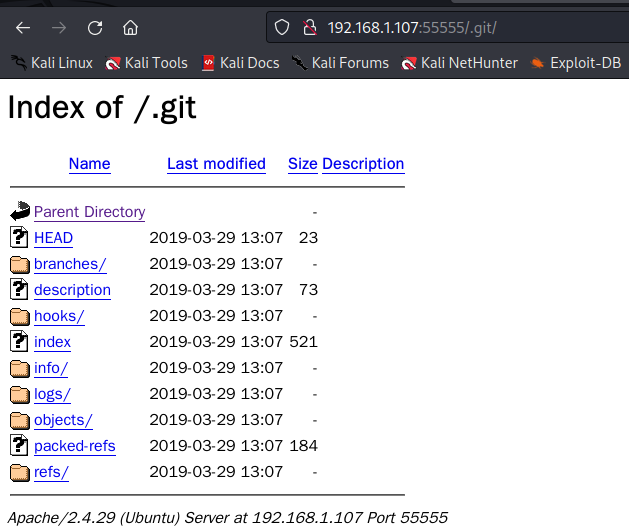 192.168.1.107:55555/.git/
Kali Linux Kali Tools Kali Docs Kali Forums Kali NetHunter Exploit-DB
Index of /.git
Name Last modified Size Description
Parent Directory -
HEAD 2019-03-29 13:07 23
branches/ 2019-03-29 13:07 -
description 2019-03-29 13:07 73
hooks/ 2019-03-29 13:07 -
index 2019-03-29 13:07 521
info/ 2019-03-29 13:07 -
logs/ 2019-03-29 13:07 -
objects/ 2019-03-29 13:07 -
packed-refs 2019-03-29 13:07 184
refs/ 2019-03-29 13:07 -
Apache/2.4.29 (Ubuntu) Server at 192.168.1.107 Port 55555